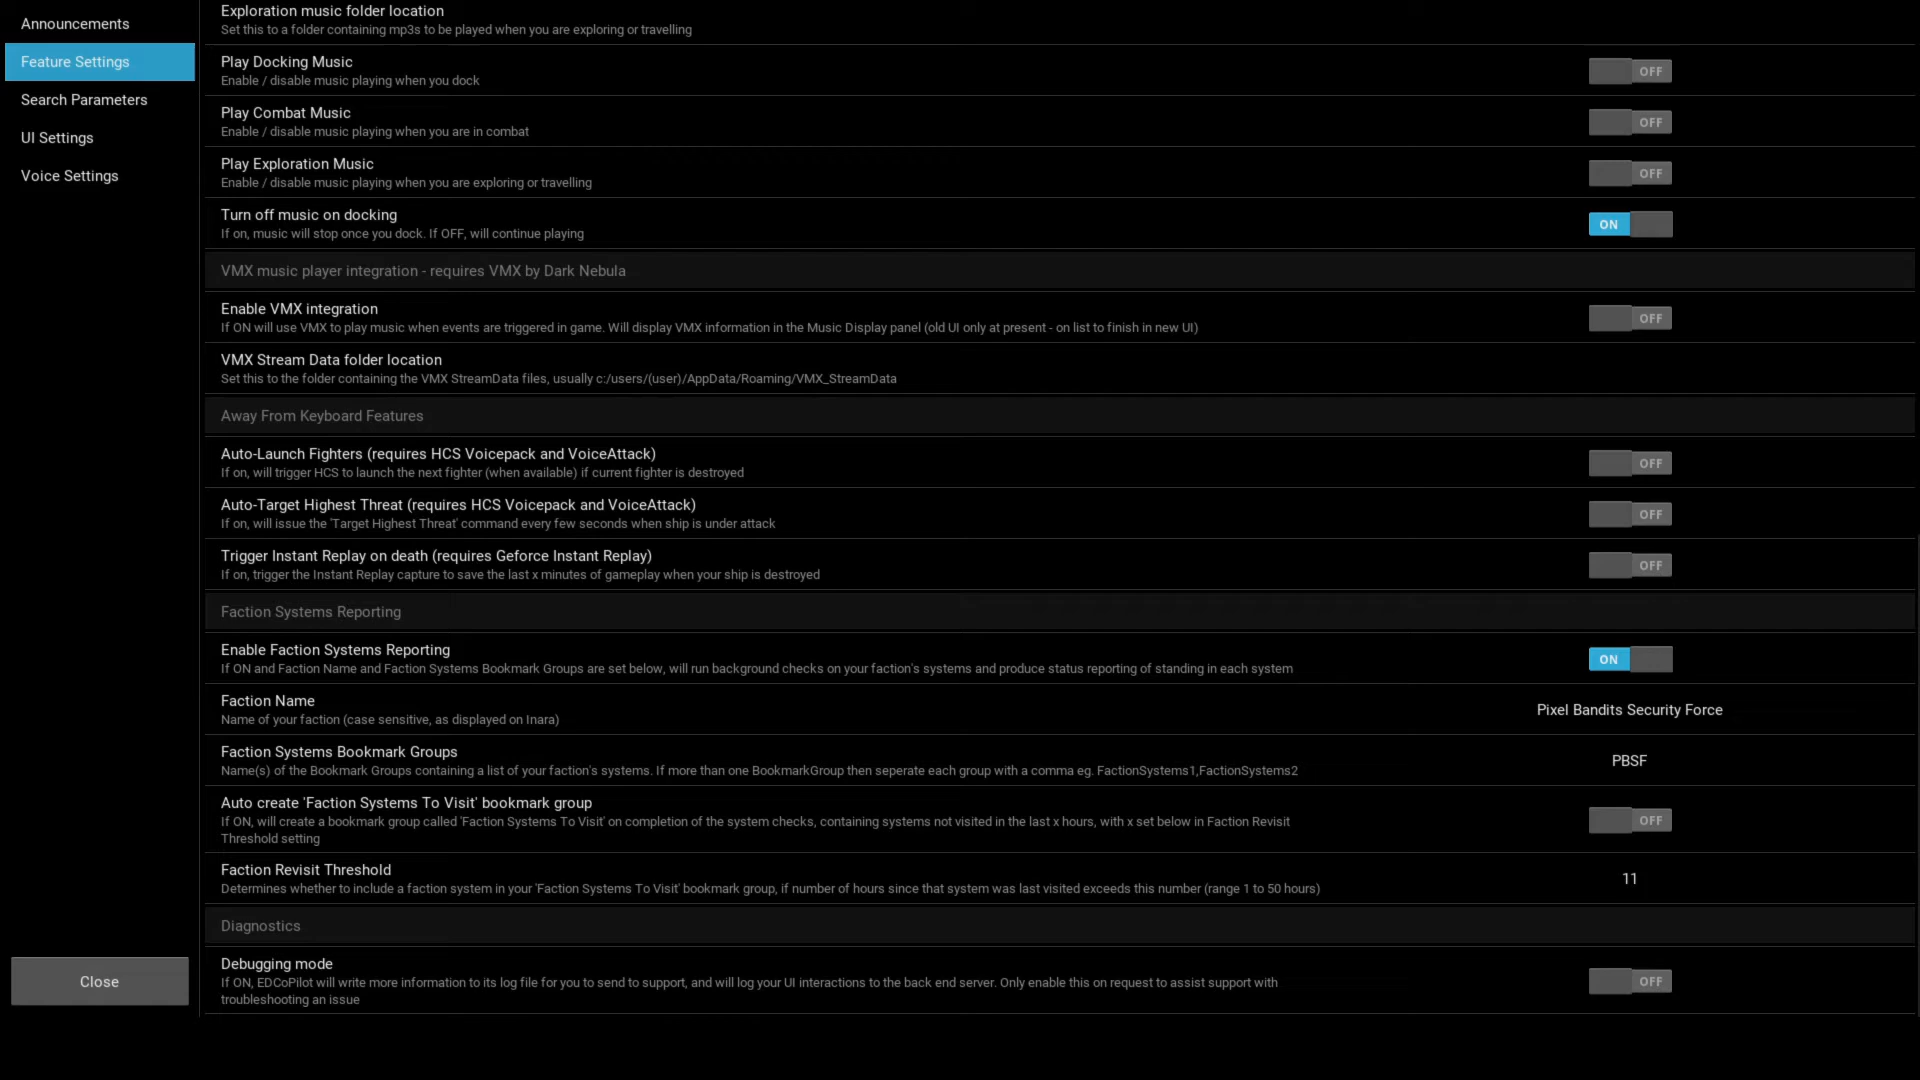 Announcements
Feature Settings
Search Parameters
UI Settings
Voice Settings
Close
Exploration music folder location
Set this to a folder containing mp3s to be played when you are exploring or travelling
Play Docking Music
Enable / disable music playing when you dock
OFF
Play Combat Music
Enable / disable music playing when you are in combat
OFF
Play Exploration Music
Enable / disable music playing when you are exploring or travelling
OFF
Turn off music on docking
If on, music will stop once you dock. If OFF, will continue playing
ON
VMX music player integration - requires VMX by Dark Nebula
Enable VMX integration
If ON will use VMX to play music when events are triggered in game. Will display VMX information in the Music Display panel (old UI only at present - on list to finish in new UI)
OFF
VMX Stream Data folder location
Set this to the folder containing the VMX StreamData files, usually c:/users/(user)/AppData/Roaming/VMX_StreamData
Away From Keyboard Features
Auto-Launch Fighters (requires HCS Voicepack and VoiceAttack)
If on, will trigger HCS to launch the next fighter (when available) if current fighter is destroyed
OFF
Auto-Target Highest Threat (requires HCS Voicepack and VoiceAttack)
If on, will issue the 'Target Highest Threat' command every few seconds when ship is under attack
OFF
Trigger Instant Replay on death (requires Geforce Instant Replay)
If on, trigger the Instant Replay capture to save the last x minutes of gameplay when your ship is destroyed
OFF
Faction Systems Reporting
Enable Faction Systems Reporting
If ON and Faction Name and Faction Systems Bookmark Groups are set below, will run background checks on your faction's systems and produce status reporting of standing in each system
ON
Faction Name
Name of your faction (case sensitive, as displayed on Inara)
Pixel Bandits Security Force
Faction Systems Bookmark Groups
Name(s) of the Bookmark Groups containing a list of your faction's systems. If more than one BookmarkGroup then seperate each group with a comma eg. FactionSystems1,FactionSystems2
PBSF
Auto create 'Faction Systems To Visit' bookmark group
If ON, will create a bookmark group called 'Faction Systems To Visit' on completion of the system checks, containing systems not visited in the last x hours, with x set below in Faction Revisit
Threshold setting
OFF
Faction Revisit Threshold
Determines whether to include a faction system in your 'Faction Systems To Visit' bookmark group, if number of hours since that system was last visited exceeds this number (range 1 to 50 hours)
11
Diagnostics
Debugging mode
If ON, EDCoPilot will write more information to its log file for you to send to support, and will log your UI interactions to the back end server. Only enable this on request to assist support with
troubleshooting an issue
OFF